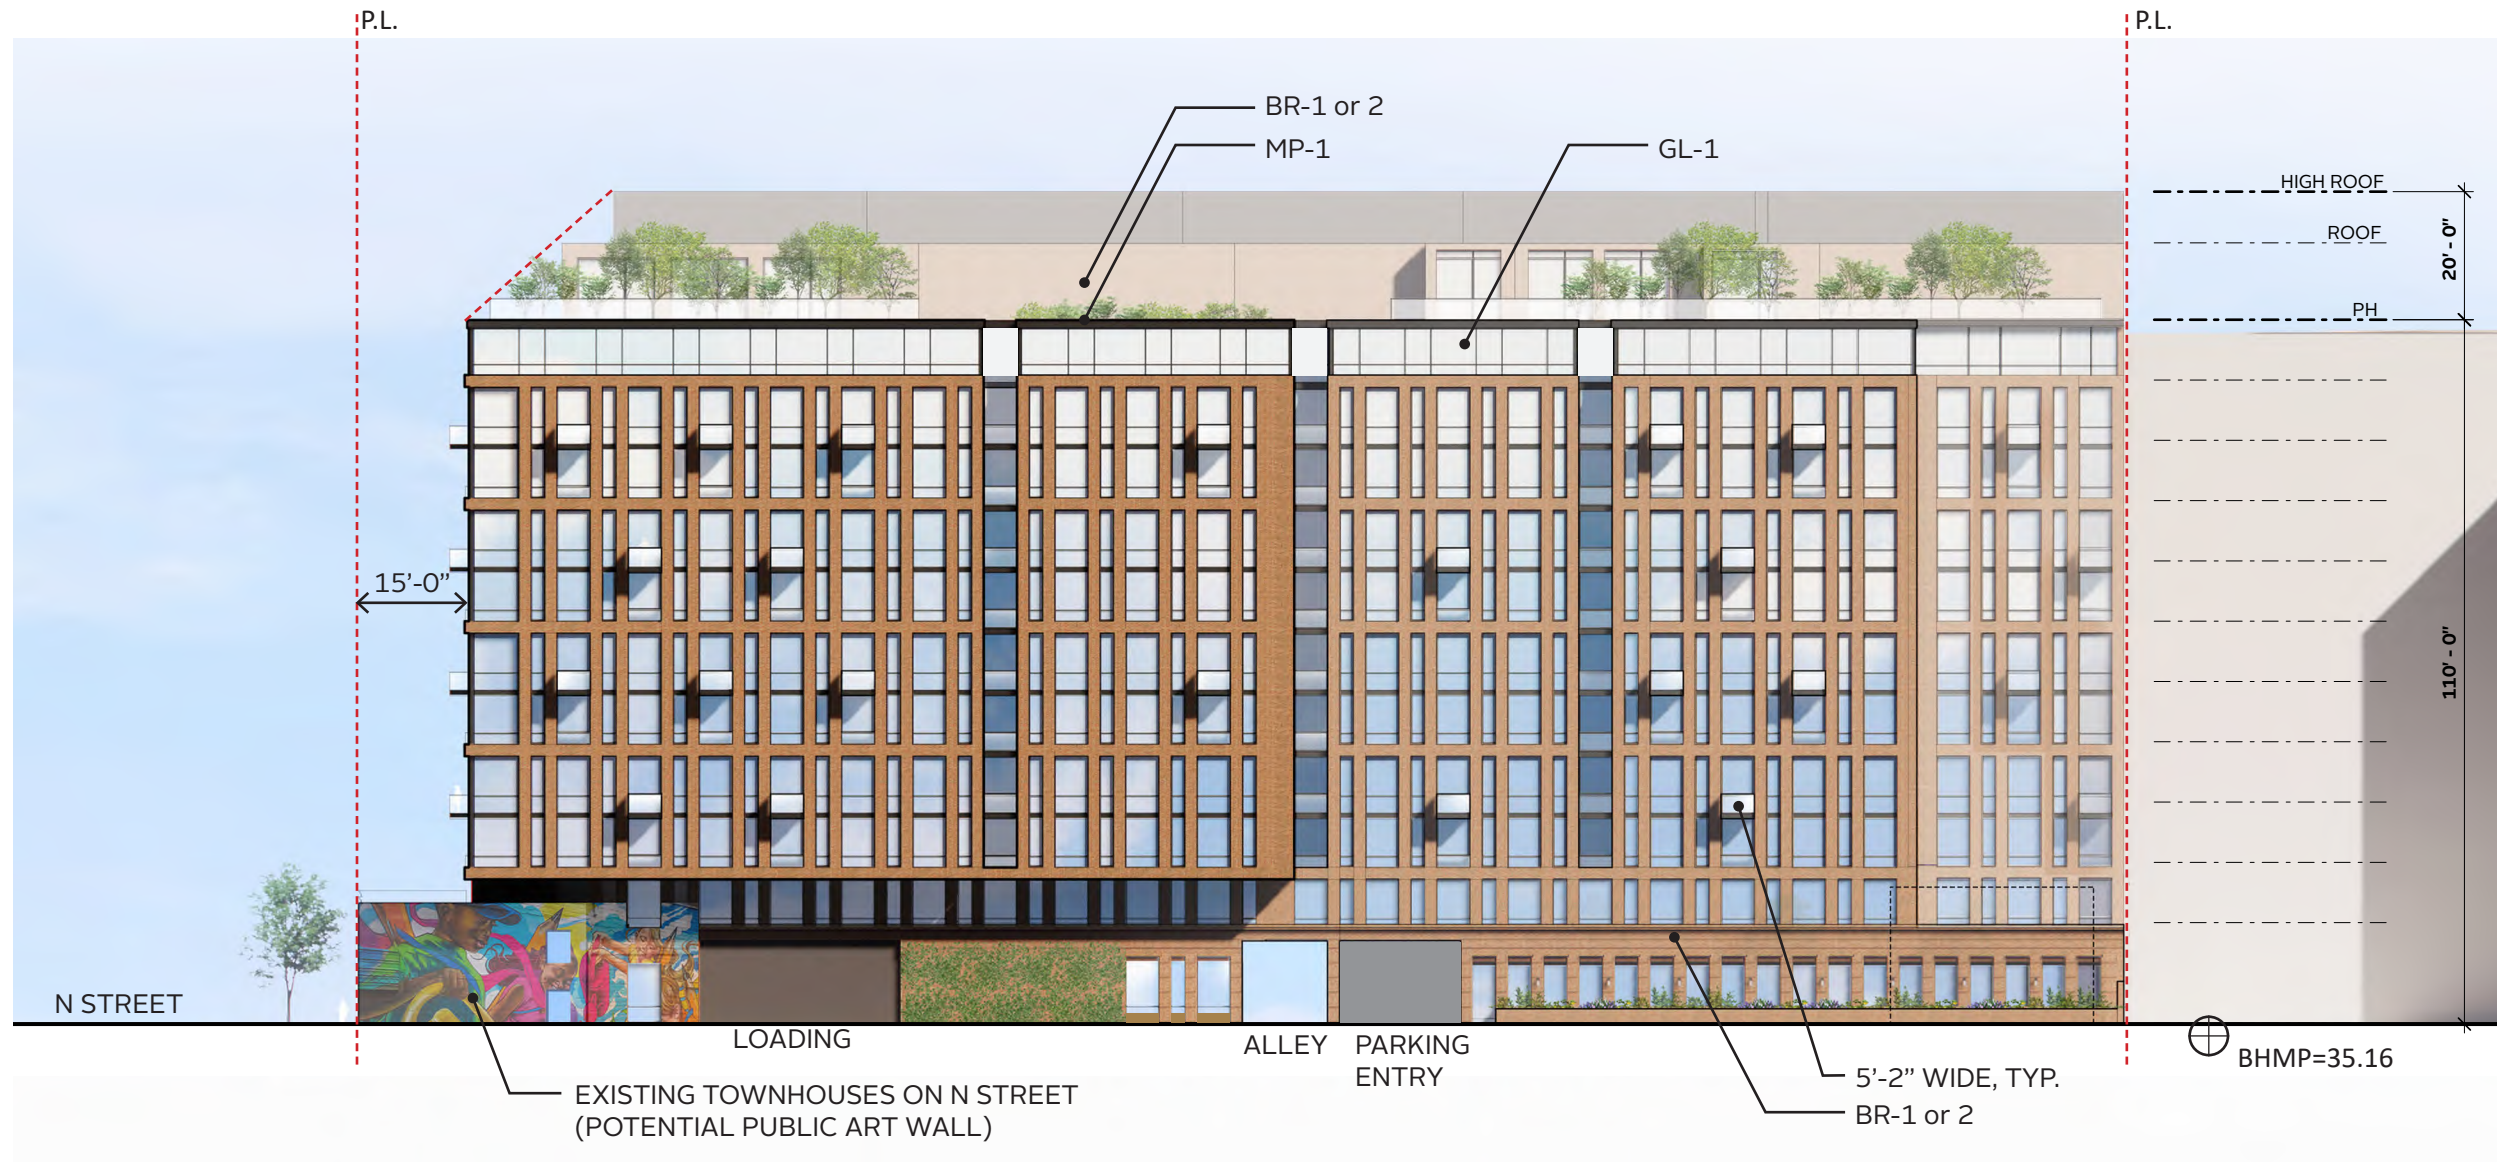 P.L.
P.L.
BR-1 or 2
MP-1
GL-1
HIGH ROOF
ROOF
20' - 0"
PH
15'-0"
110' - 0"
N STREET
LOADING
ALLEY
PARKING
ENTRY
BHMP=35.16
5'-2" WIDE, TYP.
BR-1 or 2
EXISTING TOWNHOUSES ON N STREET
(POTENTIAL PUBLIC ART WALL)